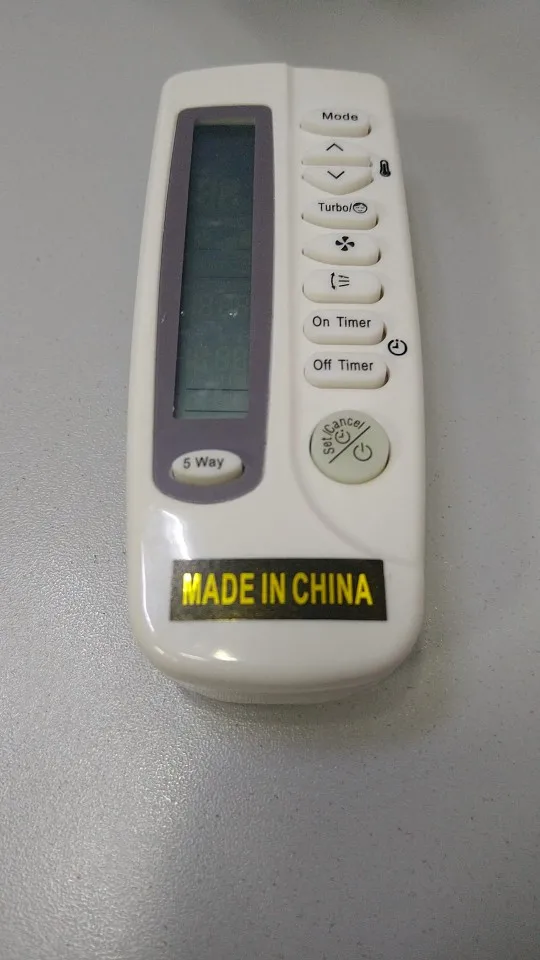 Mode
Turbo/
On Timer
Off Timer
Set/Cancel
5 Way
MADE IN CHINA